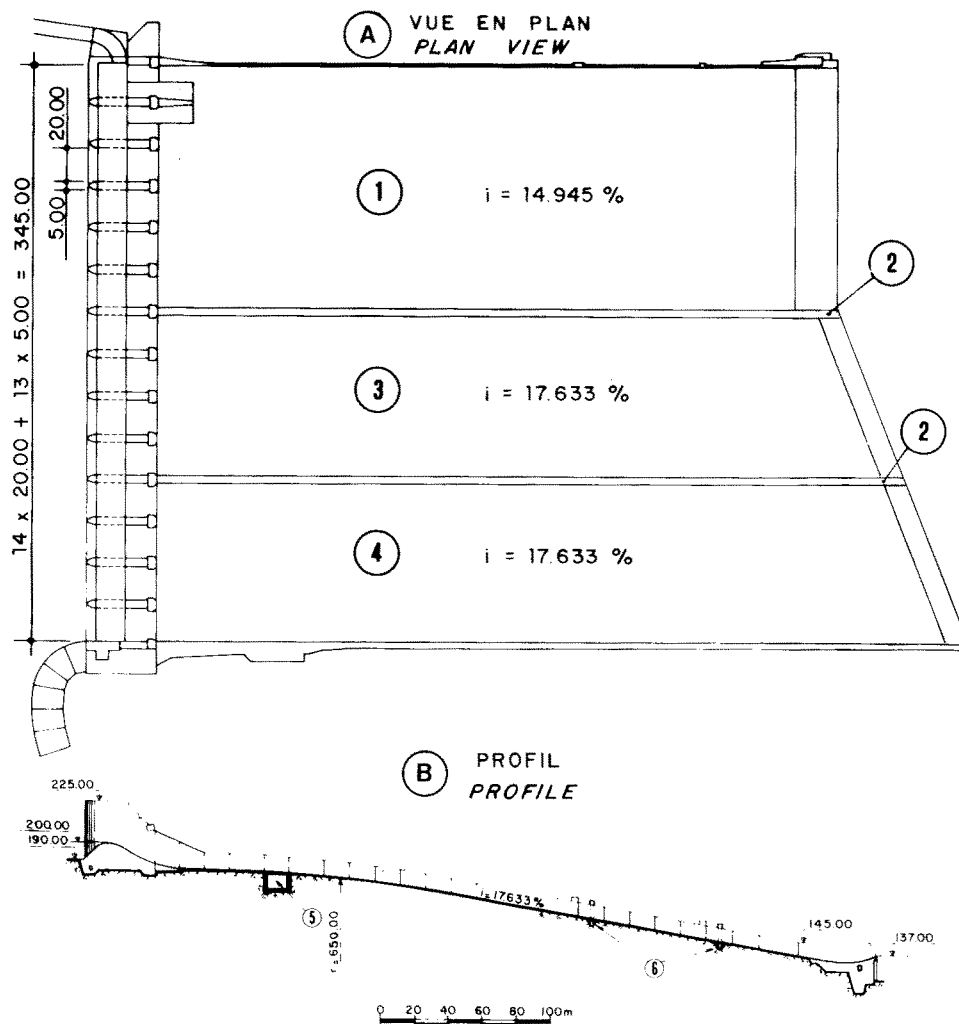 A VUE EN PLAN
PLAN VIEW
14 x 20.00 + 13 x 5.00 = 345.00
20.00
5.00
1 i = 14.945 %
2
3 i = 17.633 %
2
4 i = 17.633 %
B PROFIL
PROFILE
225.00
200.00
190.00
i = 17633 %
5
r = 650.00
145.00
137.00
6
0 20 40 60 80 100m